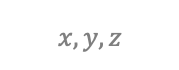 x, y, z